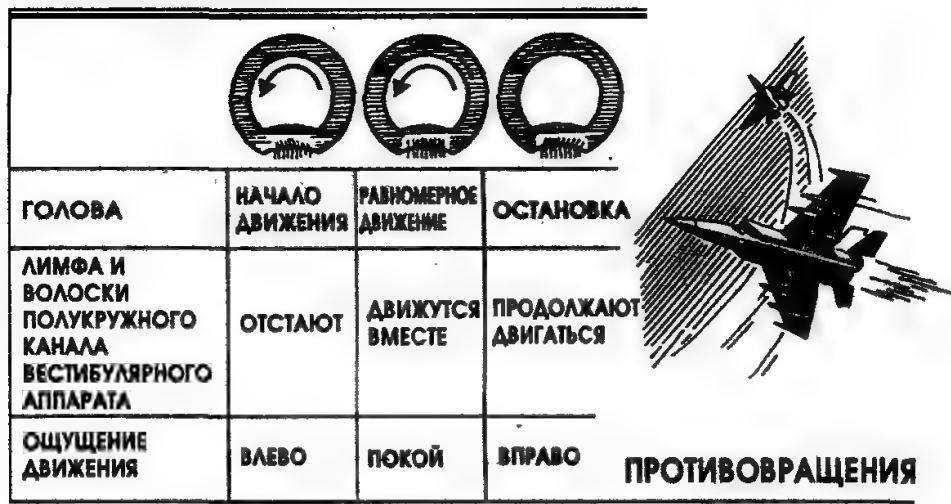 ГОЛОВА
НАЧАЛО
ДВИЖЕНИЯ
РАВНОМЕРНОЕ
ДВИЖЕНИЕ
ОСТАНОВКА
ЛИМФА И
ВОЛОСКИ
ПОЛУКРУЖНОГО
КАНАЛА
ВЕСТИБУЛЯРНОГО
АППАРАТА
ОТСТАЮТ
ДВИЖУТСЯ
ВМЕСТЕ
ПРОДОЛЖАЮТ
ДВИГАТЬСЯ
ОЩУЩЕНИЕ
ДВИЖЕНИЯ
ВЛЕВО
ПОКОЙ
ВПРАВО
ПРОТИВОВРАЩЕНИЯ